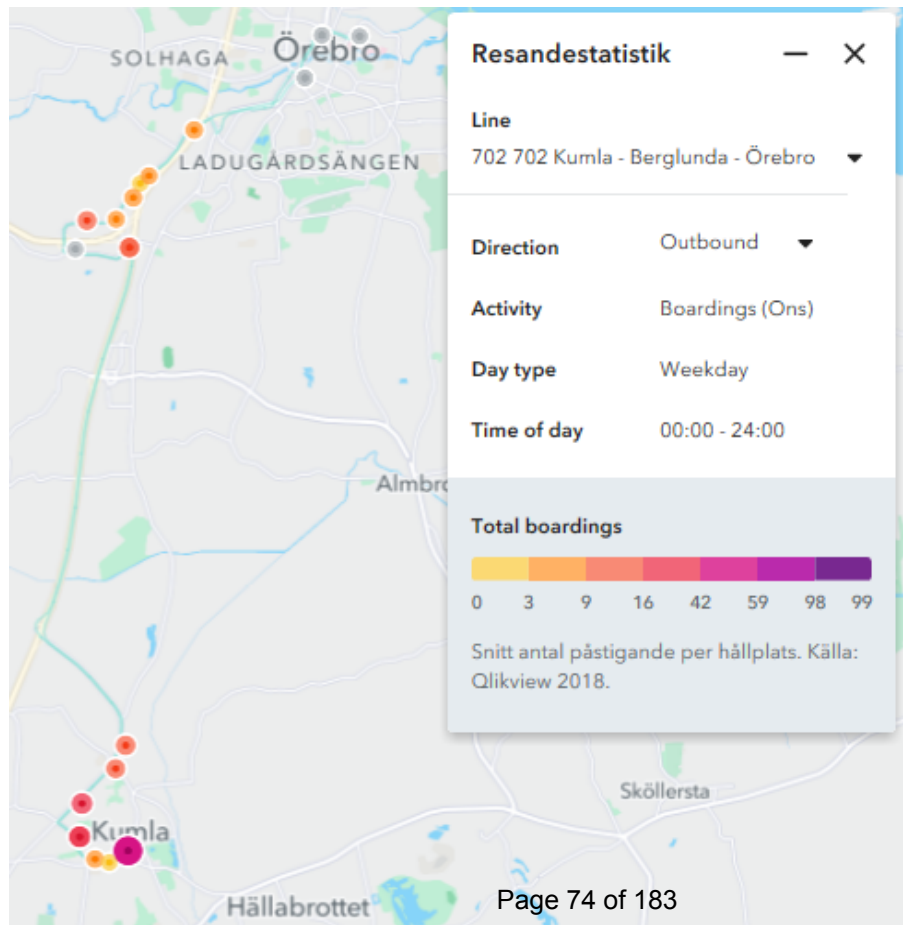 SOLHAGA
Örebro
LADUGÅRDSÄNGEN
Resandestatistik
Line
702 702 Kumla - Berglunda - Örebro
Direction Outbound
Activity Boardings (Ons)
Day type Weekday
Time of day 00:00 - 24:00
Total boardings
0 3 9 16 42 59 98 99
Snitt antal påstigande per hållplats. Källa:
Qlikview 2018.
Almbro
Sköllersta
Kumla
Hällabrottet
Page 74 of 183